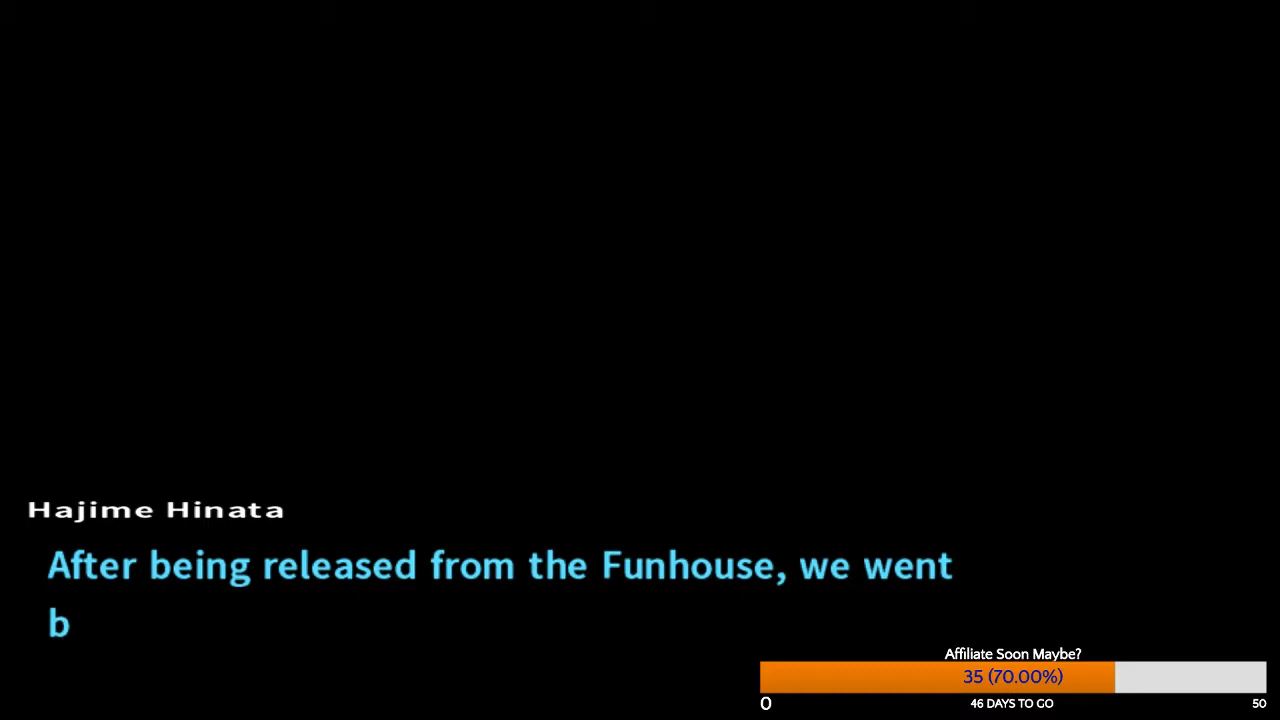 Hajime Hinata
After being released from the Funhouse, we went
b
Affiliate Soon Maybe?
35 (70.00%)
0
46 DAYS TO GO
50